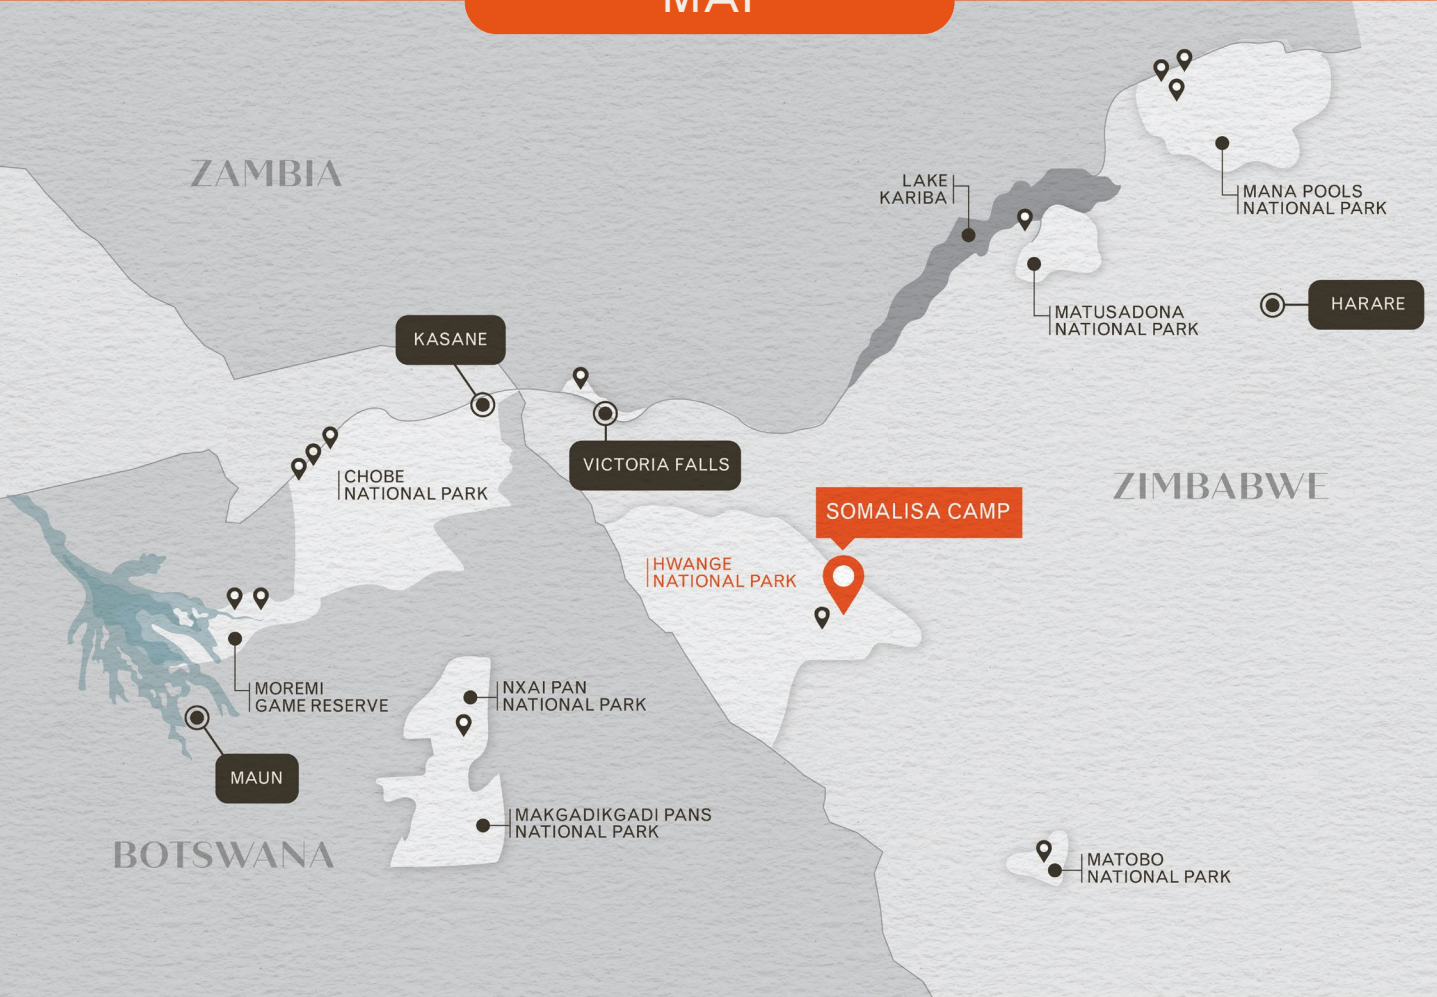 MAP
ZAMBIA
LAKE
KARIBA
MANA POOLS
NATIONAL PARK
MATUSADONA
NATIONAL PARK
HARARE
KASANE
VICTORIA FALLS
CHOBE
NATIONAL PARK
ZIMBABWE
SOMALISA CAMP
HWANGE
NATIONAL PARK
MOREMI
GAME RESERVE
NXAI PAN
NATIONAL PARK
MAUN
MAKGADIKGADI PANS
NATIONAL PARK
BOTSWANA
MATOBO
NATIONAL PARK